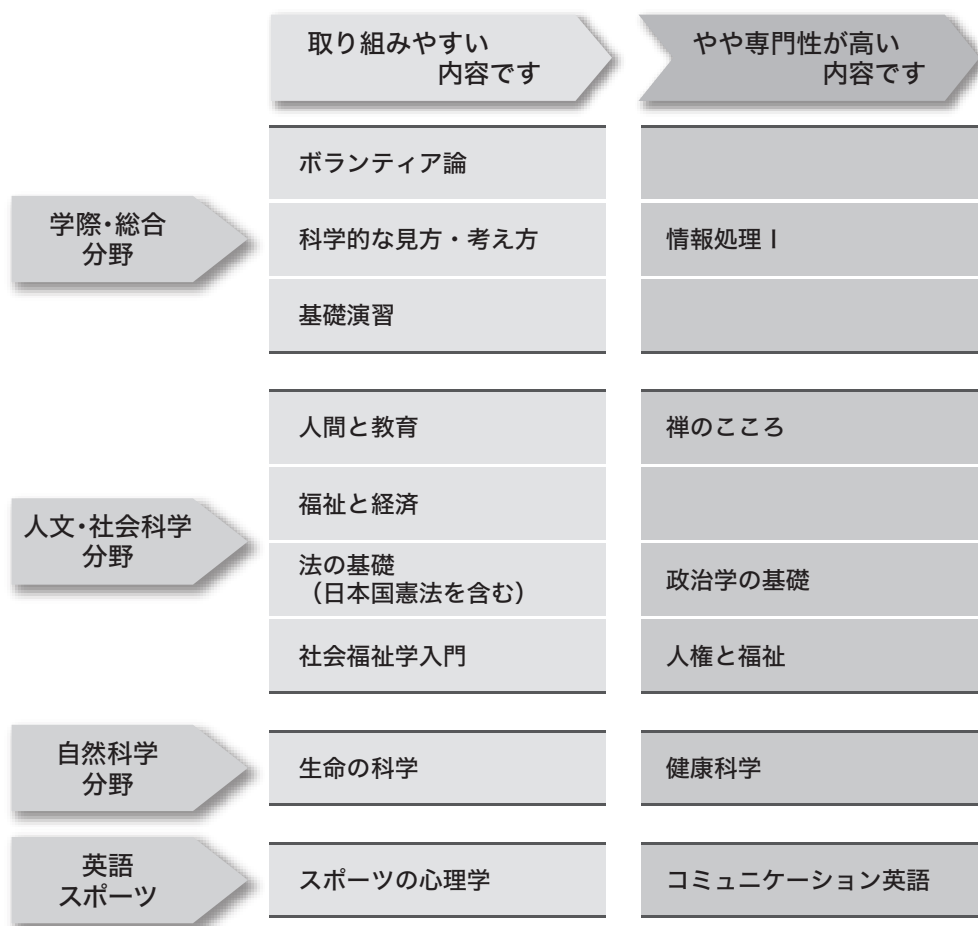 取り組みやすい
内容です
やや専門性が高い
内容です
学際･総合
分野
ボランティア論
科学的な見方・考え方
情報処理Ⅰ
基礎演習
人文･社会科学
分野
人間と教育
禅のこころ
福祉と経済
法の基礎
（日本国憲法を含む）
政治学の基礎
社会福祉学入門
人権と福祉
自然科学
分野
生命の科学
健康科学
英語
スポーツ
スポーツの心理学
コミュニケーション英語